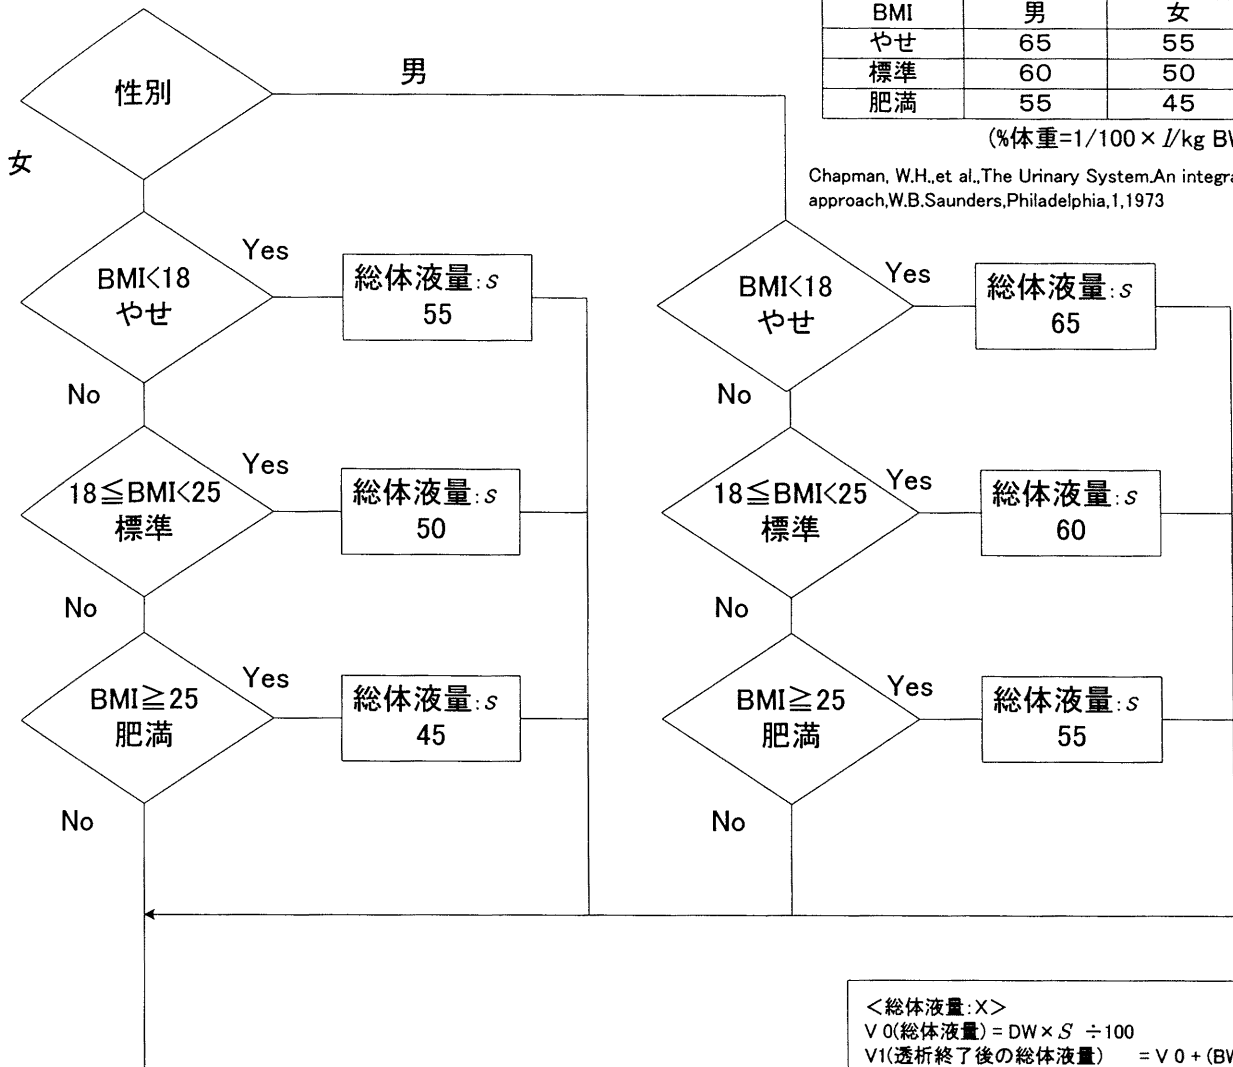 BMI 男 女
やせ 65 55
標準 60 50
肥満 55 45
(%体重=1/100×l/kg BW
Chapman, W.H.,et al.,The Urinary System.An integra
approach,W.B.Saunders,Philadelphia,1,1973
性別
男
女
BMI<18
やせ
Yes
総体液量:s
55
No
18≦BMI<25
標準
Yes
総体液量:s
50
No
BMI≧25
肥満
Yes
総体液量:s
45
No
BMI<18
やせ
Yes
総体液量:s
65
No
18≦BMI<25
標準
Yes
総体液量:s
60
No
BMI≧25
肥満
Yes
総体液量:s
55
No
<総体液量:X>
V 0(総体液量) = DW×S ÷100
V1(透析終了後の総体液量) = V 0 + (BW